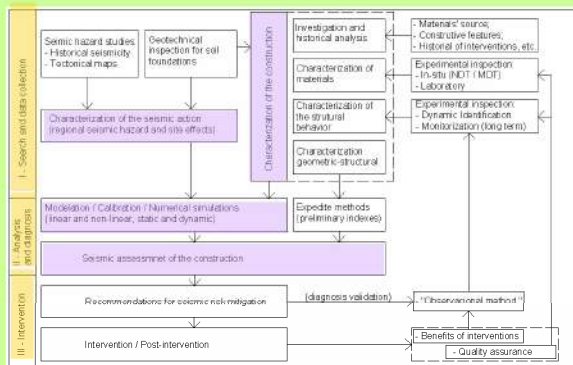 I - Search and data collection
Seismic hazard studies
- Historical seismicity
- Tectonical maps
Geotechnical
inspection for soil
foundations
Characterization of the construction
Investigation and
historical analysis
- Materials' source;
- Construtive features;
- Historial of interventions, etc.
Characterization of
materials
Experimental inspection:
- In-situ (NDT / MDT)
- Laboratory
Characterization of the seismic action
(regional seismic hazard and site effects)
Characterization of
the strutural
behavior
Experimental inspection:
- Dynamic Identification
- Monitorization (long term)
Characterization
geometric-structural
II - Analysis
and diagnosis
Modelation / Calibration / Numerical simulations
(linear and non-linear, static and dynamic)
Expedite methods
(preliminary indexes)
Seismic assessmnet of the construction
III - Intervention
Recommendations for seismic risk mitigation
(diagnosis validation)
- "Observational method "
Intervention / Post-intervention
- Benefits of interventions
- Quality assurance